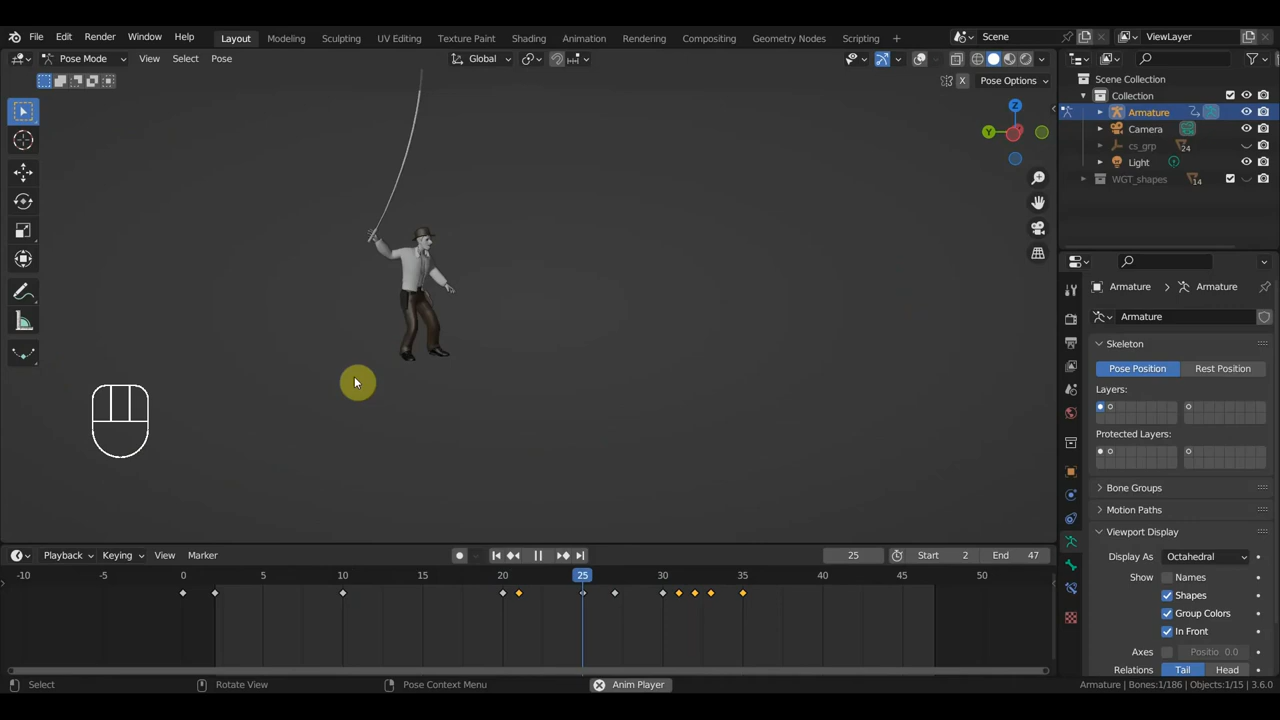 File Edit Render Window Help Layout Modeling Sculpting UV Editing Texture Paint Shading Animation Rendering Compositing Geometry Nodes Scripting + Scene ViewLayer
Pose Mode View Select Pose Global
X Pose Options
Scene Collection
Collection
Armature
Camera
cs_grp 24
Light
WGT_shapes 14
Z
Y
Armature > Armature
Armature
Skeleton
Pose Position Rest Position
Layers:
Protected Layers:
Bone Groups
Motion Paths
Viewport Display
Display As Octahedral
Show Names
Shapes
Group Colors
In Front
Axes Positio 0.0
Relations Tail Head
Playback Keying View Marker 25 Start 2 End 47
-10 -5 0 5 10 15 20 25 30 35 40 45 50
Select Rotate View Pose Context Menu Anim Player Armature | Bones:1/186 | Objects:1/15 | 3.6.0